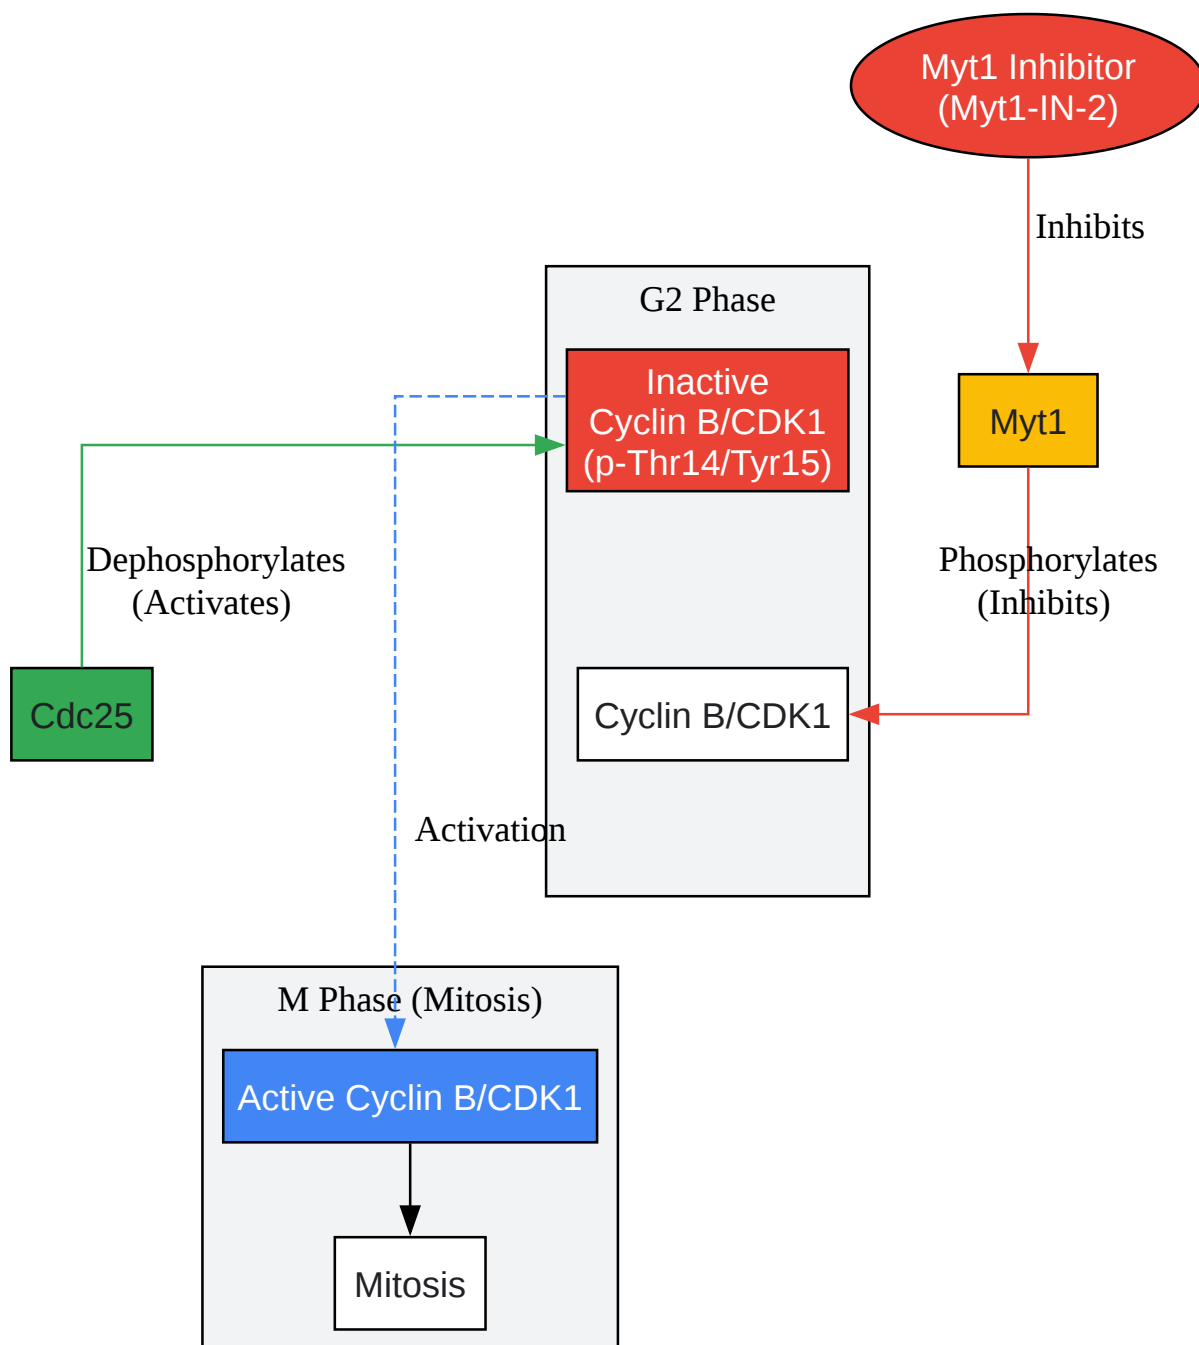 Myt1 Inhibitor
(Myt1-IN-2)
Inhibits
G2 Phase
Inactive
Cyclin B/CDK1
(p-Thr14/Tyr15)
Myt1
Dephosphorylates
(Activates)
Phosphorylates
(Inhibits)
Cdc25
Cyclin B/CDK1
Activation
M Phase (Mitosis)
Active Cyclin B/CDK1
Mitosis